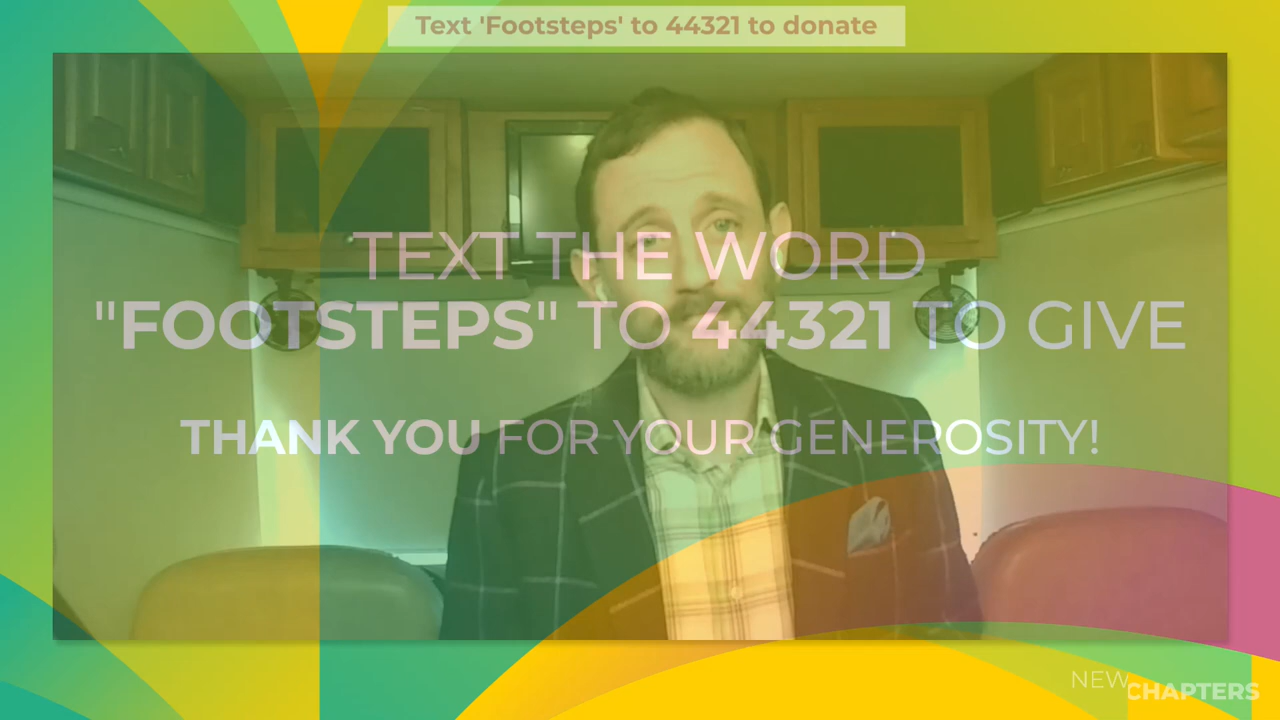 Text 'Footsteps' to 44321 to donate
TEXT THE WORD
"FOOTSTEPS" TO 44321 TO GIVE
THANK YOU FOR YOUR GENEROSITY!
NEW
CHAPTERS